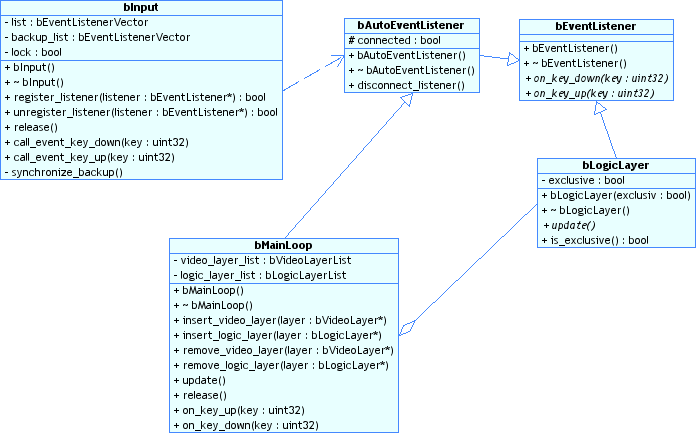 bInput
- list : bEventListenerVector
- backup_list : bEventListenerVector
- lock : bool
+ bInput()
+ ~ bInput()
+ register_listener(listener : bEventListener*) : bool
+ unregister_listener(listener : bEventListener*) : bool
+ release()
+ call_event_key_down(key : uint32)
+ call_event_key_up(key : uint32)
- synchronize_backup()
bAutoEventListener
# connected : bool
+ bAutoEventListener()
+ ~ bAutoEventListener()
+ disconnect_listener()
bEventListener
+ bEventListener()
+ ~ bEventListener()
+ on_key_down(key : uint32)
+ on_key_up(key : uint32)
bLogicLayer
- exclusive : bool
+ bLogicLayer(exclusiv : bool)
+ ~ bLogicLayer()
+ update()
+ is_exclusive() : bool
bMainLoop
- video_layer_list : bVideoLayerList
- logic_layer_list : bLogicLayerList
+ bMainLoop()
+ ~ bMainLoop()
+ insert_video_layer(layer : bVideoLayer*)
+ insert_logic_layer(layer : bLogicLayer*)
+ remove_video_layer(layer : bVideoLayer*)
+ remove_logic_layer(layer : bLogicLayer*)
+ update()
+ release()
+ on_key_up(key : uint32)
+ on_key_down(key : uint32)